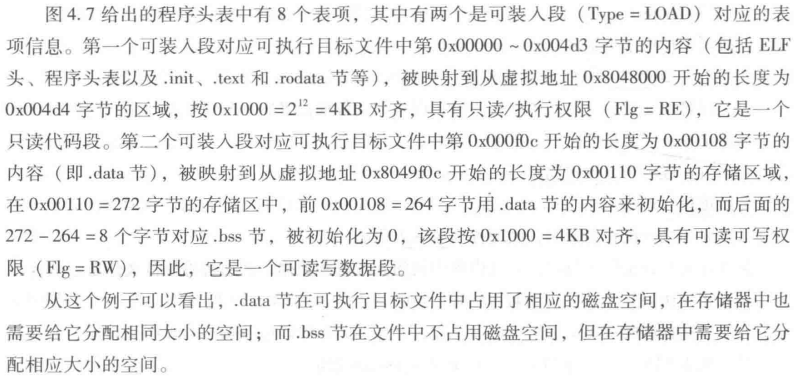 图 4.7 给出的程序头表中有 8 个表项，其中有两个是可装入段（Type = LOAD）对应的表
项信息。第一个可装入段对应可执行目标文件中第 0x00000 ~ 0x004d3 字节的内容（包括 ELF
头、程序头表以及 .init、.text 和 .rodata 节等），被映射到从虚拟地址 0x8048000 开始的长度为
0x004d4 字节的区域，按 0x1000 = 2¹² = 4KB 对齐，具有只读/执行权限（Flg = RE），它是一个
只读代码段。第二个可装入段对应可执行目标文件中第 0x000f0c 开始的长度为 0x00108 字节的
内容（即 .data 节），被映射到从虚拟地址 0x8049f0c 开始的长度为 0x00110 字节的存储区域，
在 0x00110 = 272 字节的存储区中，前 0x00108 = 264 字节用 .data 节的内容来初始化，而后面的
272 - 264 = 8 个字节对应 .bss 节，被初始化为 0，该段按 0x1000 = 4KB 对齐，具有可读可写权
限（Flg = RW），因此，它是一个可读写数据段。
从这个例子可以看出，.data 节在可执行目标文件中占用了相应的磁盘空间，在存储器中也
需要给它分配相同大小的空间；而 .bss 节在文件中不占用磁盘空间，但在存储器中需要给它分
配相应大小的空间。